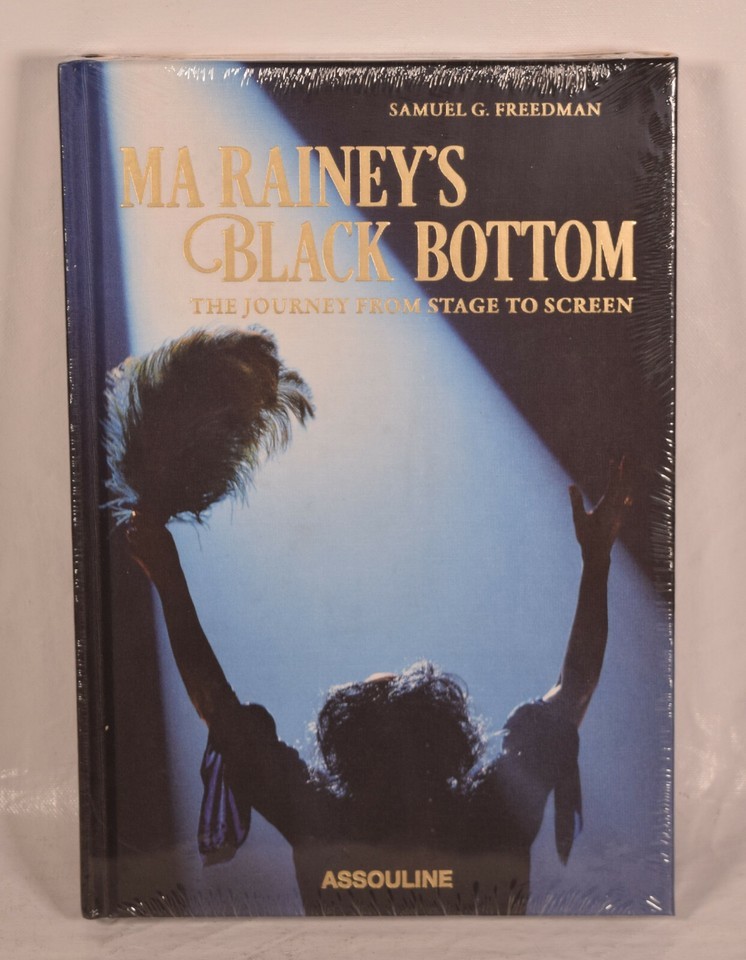 SAMUEL G. FREEDMAN
MA RAINEY'S
BLACK BOTTOM
THE JOURNEY FROM STAGE TO SCREEN
ASSOULINE